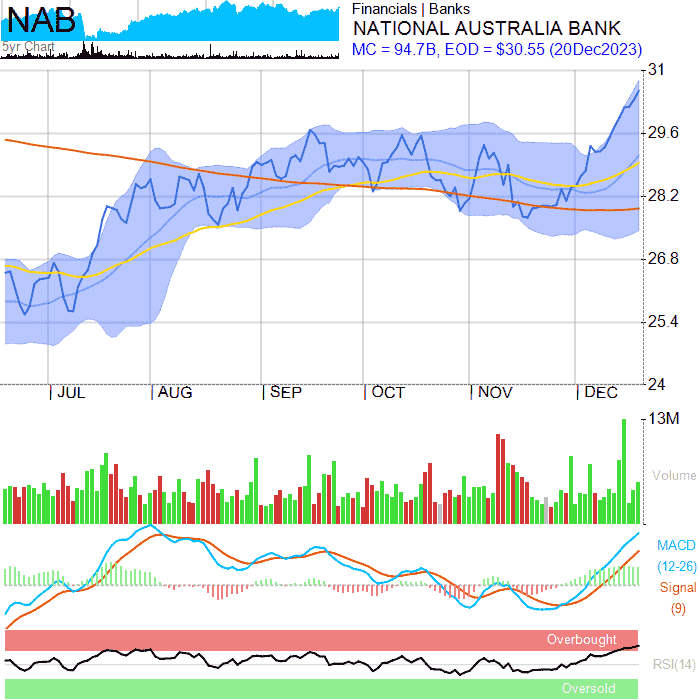 NAB
5yr Chart
Financials | Banks
NATIONAL AUSTRALIA BANK
MC = 94.7B, EOD = $30.55 (20Dec2023)
31
29.6
28.2
26.8
25.4
24
JUL AUG SEP OCT NOV DEC
13M
Volume
MACD
(12-26)
Signal
(9)
Overbought
RSI(14)
Oversold